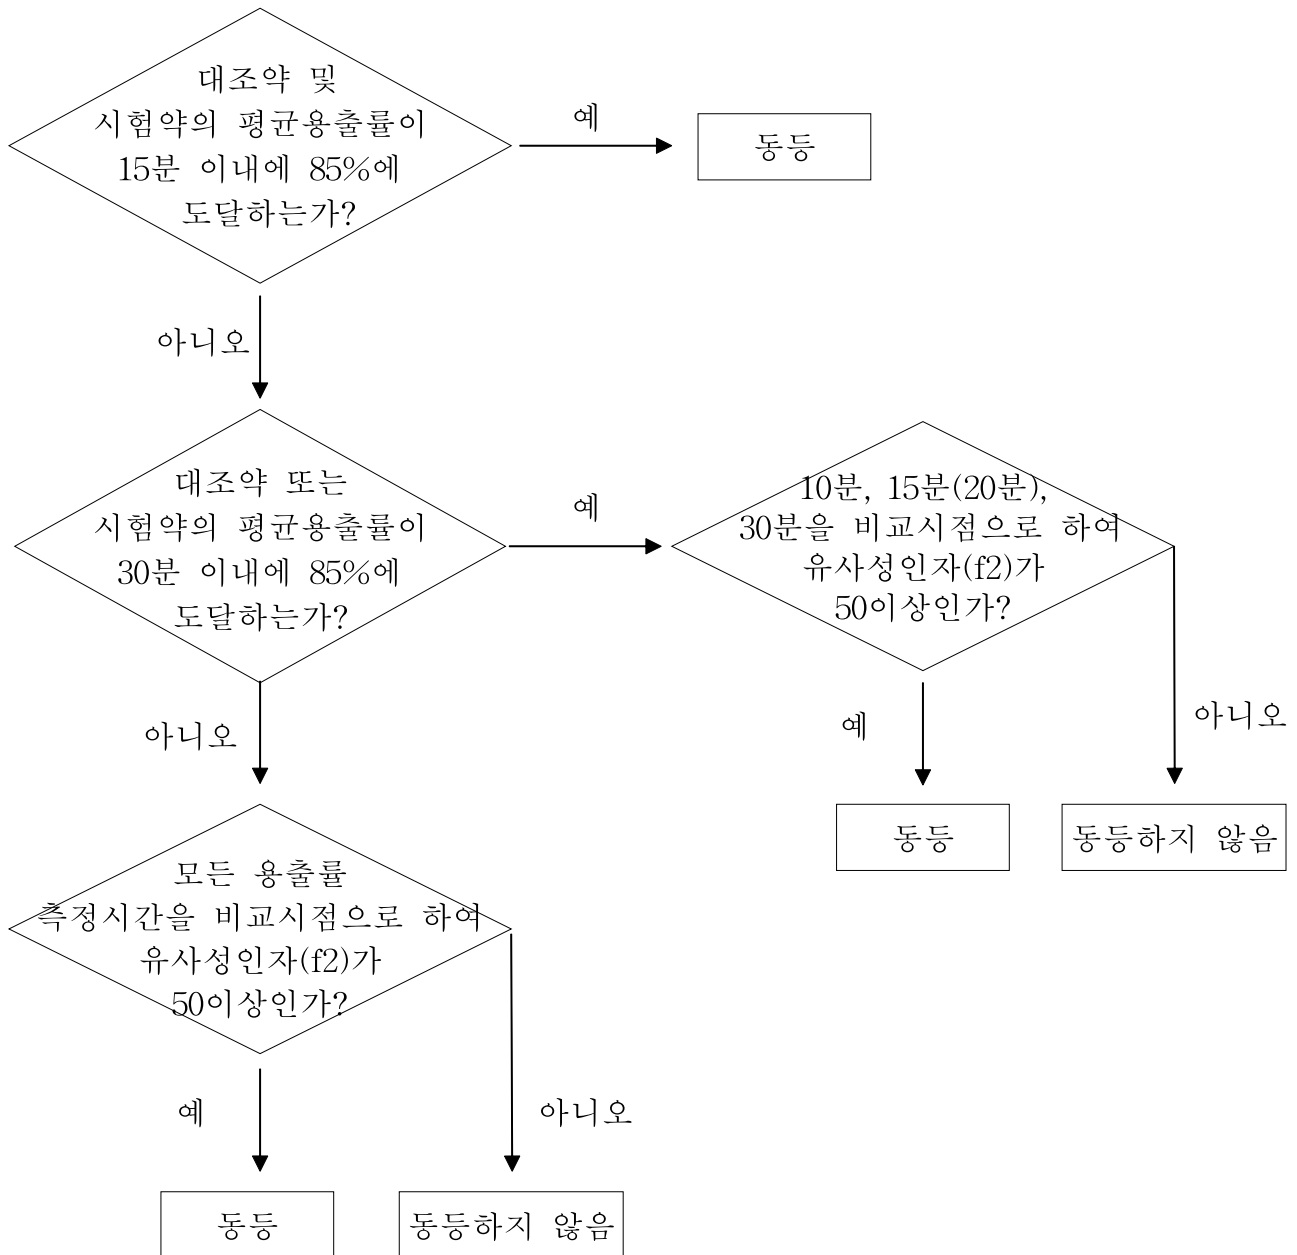 대조약 및
시험약의 평균용출률이
15분 이내에 85%에
도달하는가?
예
동등
아니오
대조약 또는
시험약의 평균용출률이
30분 이내에 85%에
도달하는가?
예
10분, 15분(20분),
30분을 비교시점으로 하여
유사성인자(f2)가
50이상인가?
아니오
예
아니오
동등
동등하지 않음
모든 용출률
측정시간을 비교시점으로 하여
유사성인자(f2)가
50이상인가?
예
아니오
동등
동등하지 않음